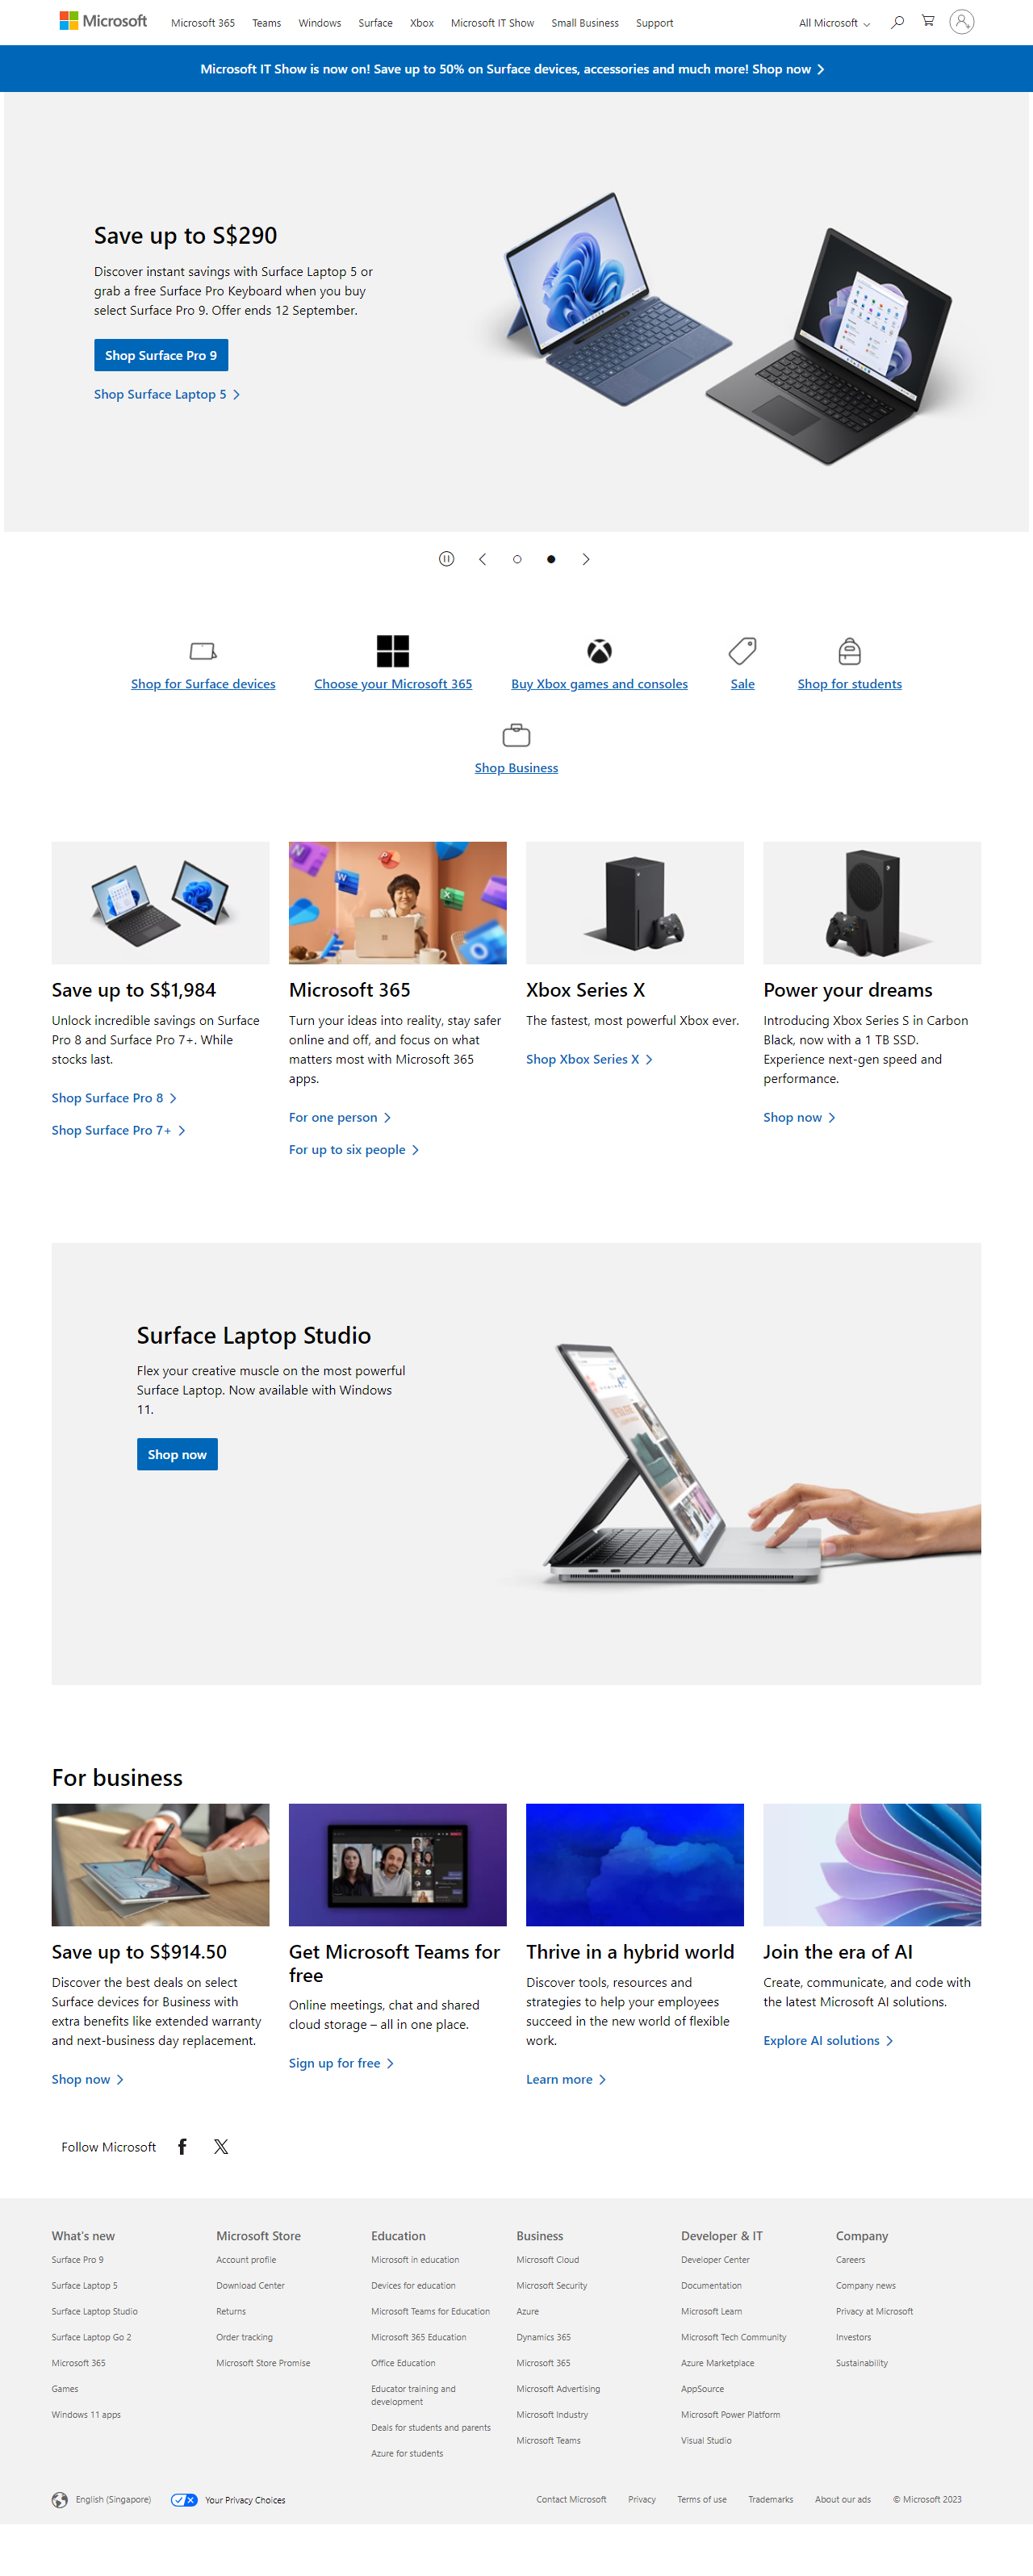 Microsoft
Microsoft 365 Teams Windows Surface Xbox Microsoft IT Show Small Business Support All Microsoft
Microsoft IT Show is now on! Save up to 50% on Surface devices, accessories and much more! Shop now
Save up to S$290
Discover instant savings with Surface Laptop 5 or
grab a free Surface Pro Keyboard when you buy
select Surface Pro 9. Offer ends 12 September.
Shop Surface Pro 9
Shop Surface Laptop 5
Shop for Surface devices
Choose your Microsoft 365
Buy Xbox games and consoles
Sale
Shop for students
Shop Business
Save up to S$1,984
Unlock incredible savings on Surface
Pro 8 and Surface Pro 7+. While
stocks last.
Shop Surface Pro 8
Shop Surface Pro 7+
Microsoft 365
Turn your ideas into reality, stay safer
online and off, and focus on what
matters most with Microsoft 365
apps.
For one person
For up to six people
Xbox Series X
The fastest, most powerful Xbox ever.
Shop Xbox Series X
Power your dreams
Introducing Xbox Series S in Carbon
Black, now with a 1 TB SSD.
Experience next-gen speed and
performance.
Shop now
Surface Laptop Studio
Flex your creative muscle on the most powerful
Surface Laptop. Now available with Windows
11.
Shop now
For business
Save up to S$914.50
Discover the best deals on select
Surface devices for Business with
extra benefits like extended warranty
and next-business day replacement.
Shop now
Get Microsoft Teams for
free
Online meetings, chat and shared
cloud storage – all in one place.
Sign up for free
Thrive in a hybrid world
Discover tools, resources and
strategies to help your employees
succeed in the new world of flexible
work.
Learn more
Join the era of AI
Create, communicate, and code with
the latest Microsoft AI solutions.
Explore AI solutions
Follow Microsoft
What's new
Surface Pro 9
Surface Laptop 5
Surface Laptop Studio
Surface Laptop Go 2
Microsoft 365
Games
Windows 11 apps
Microsoft Store
Account profile
Download Center
Returns
Order tracking
Microsoft Store Promise
Education
Microsoft in education
Devices for education
Microsoft Teams for Education
Microsoft 365 Education
Office Education
Educator training and
development
Deals for students and parents
Azure for students
Business
Microsoft Cloud
Microsoft Security
Azure
Dynamics 365
Microsoft 365
Microsoft Advertising
Microsoft Industry
Microsoft Teams
Developer & IT
Developer Center
Documentation
Microsoft Learn
Microsoft Tech Community
Azure Marketplace
AppSource
Microsoft Power Platform
Visual Studio
Company
Careers
Company news
Privacy at Microsoft
Investors
Sustainability
English (Singapore) Your Privacy Choices Contact Microsoft Privacy Terms of use Trademarks About our ads © Microsoft 2023